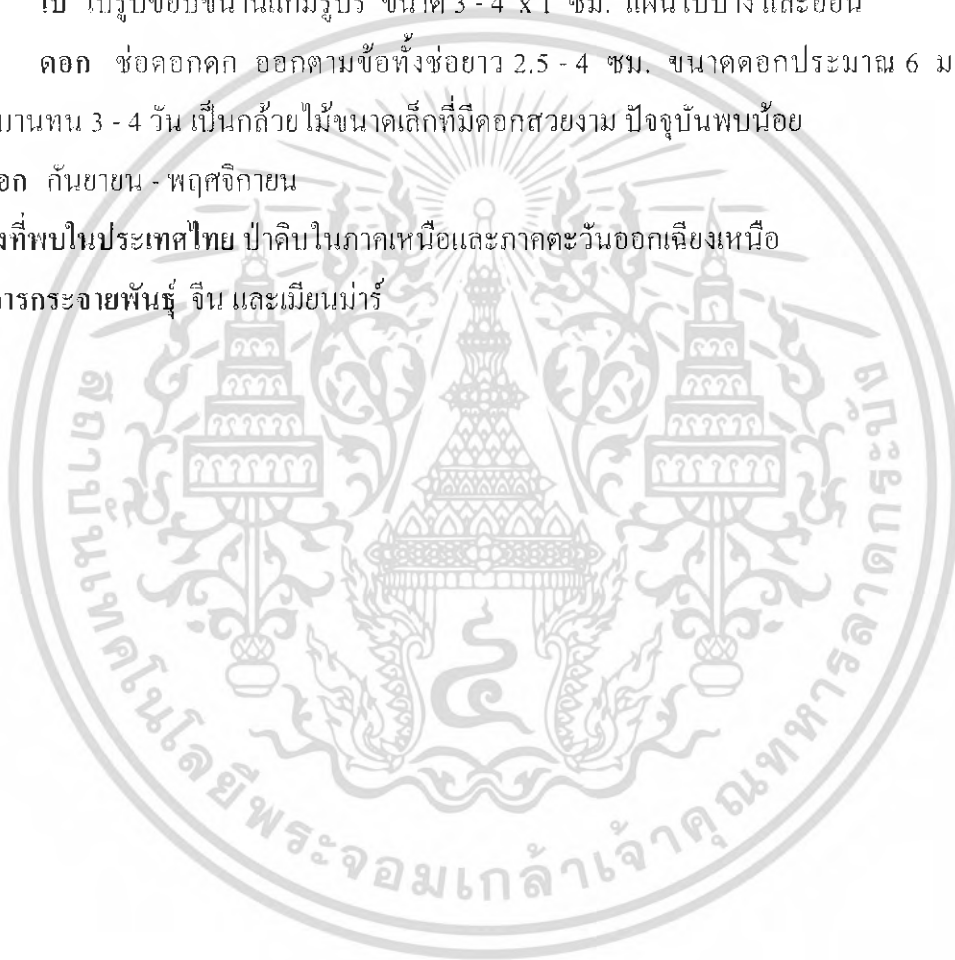 ใบ ใบรูปขอบขนานแกมรูปรี ขนาด 3 - 4 x 1 ซม. แผ่นใบบาง และอ่อน
ดอก ช่อดอกดก ออกตามข้อทั้งช่อยาว 2.5 - 4 ซม. ขนาดดอกประมาณ 6 ม
บานทน 3 - 4 วัน เป็นกล้วยไม้ขนาดเล็กที่มีดอกสวยงาม ปัจจุบันพบน้อย
อก กันยายน - พฤศจิกายน
งที่พบในประเทศไทย ป่าดิบในภาคเหนือและภาคตะวันออกเฉียงเหนือ
การกระจายพันธุ์ จีน และเมียนม่าร์
สถาบันเทคโนโลยีพระจอมเกล้าเจ้าคุณทหารลาดกระบัง